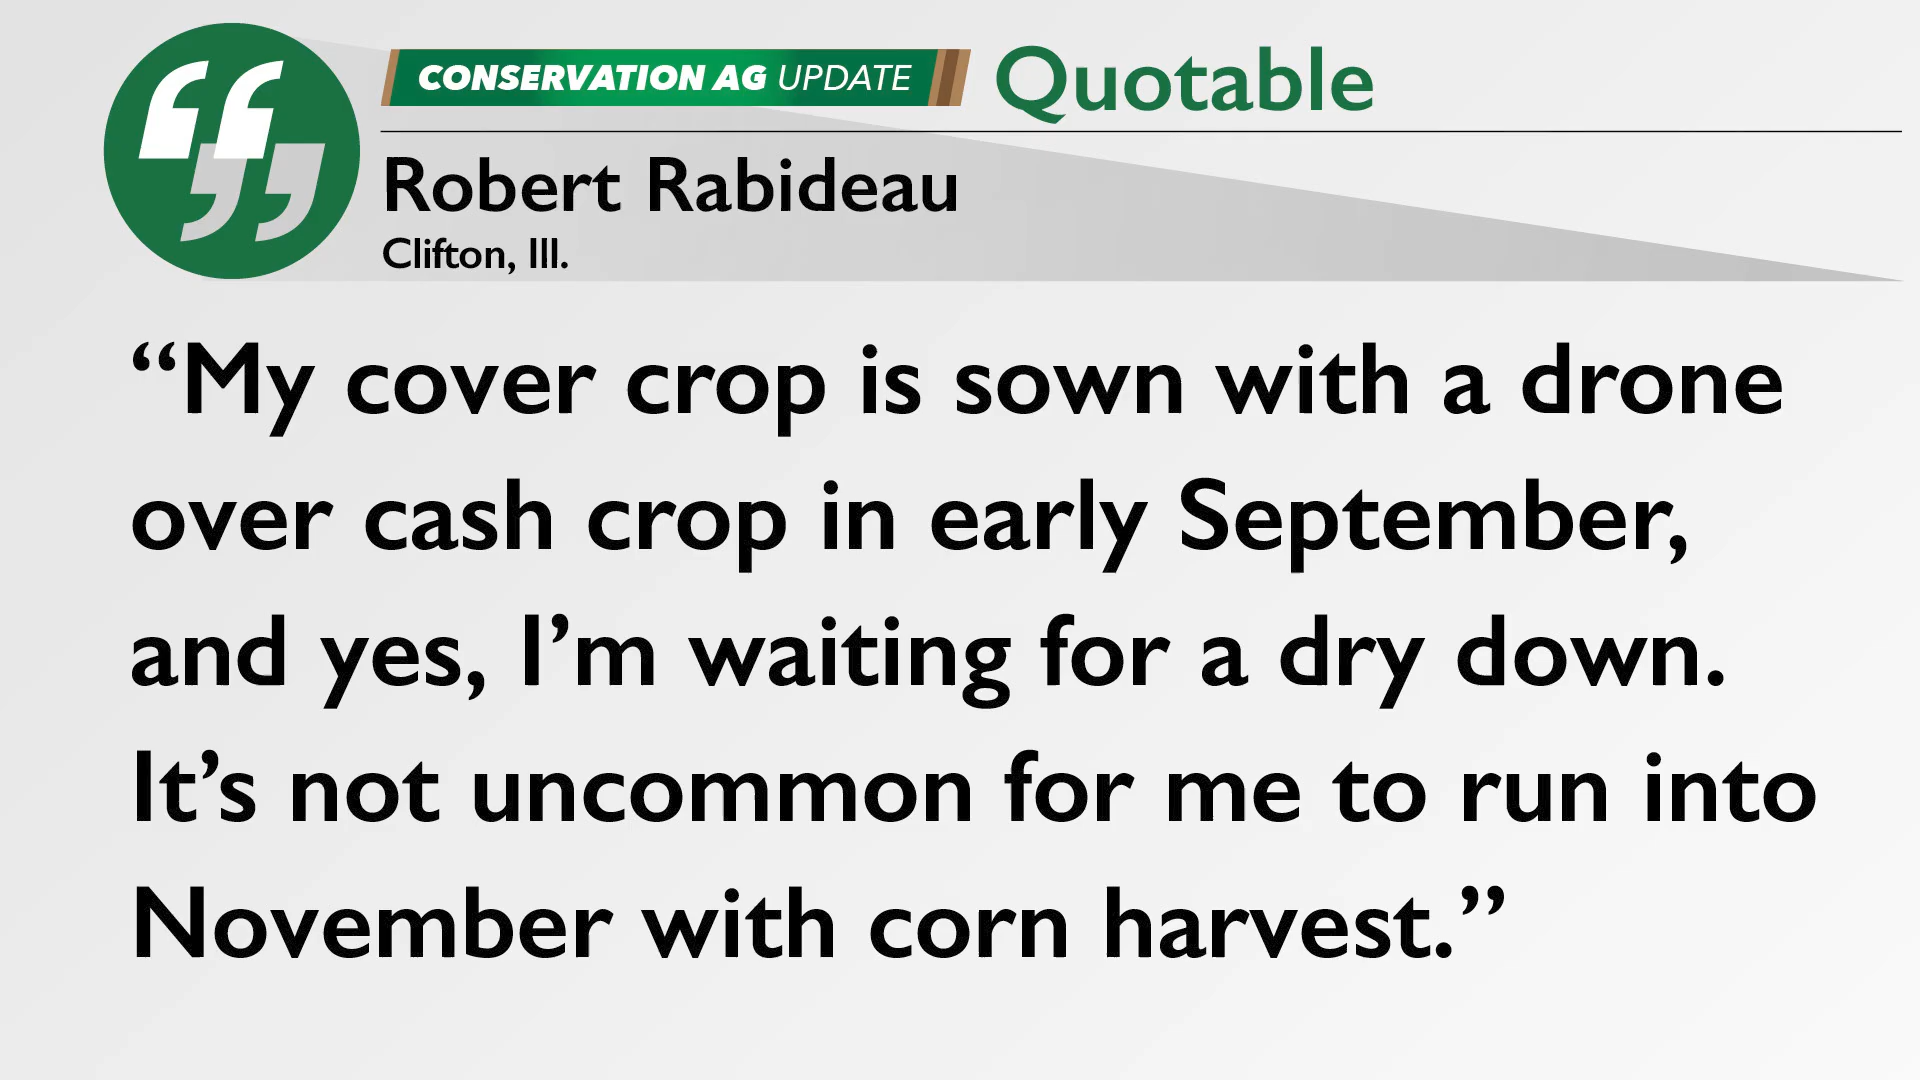 CONSERVATION AG UPDATE Quotable
Robert Rabideau
Clifton, Ill.
“My cover crop is sown with a drone
over cash crop in early September,
and yes, I’m waiting for a dry down.
It’s not uncommon for me to run into
November with corn harvest.”